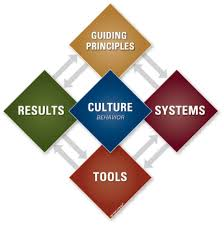 GUIDING
PRINCIPLES
RESULTS
CULTURE
BEHAVIOR
SYSTEMS
TOOLS